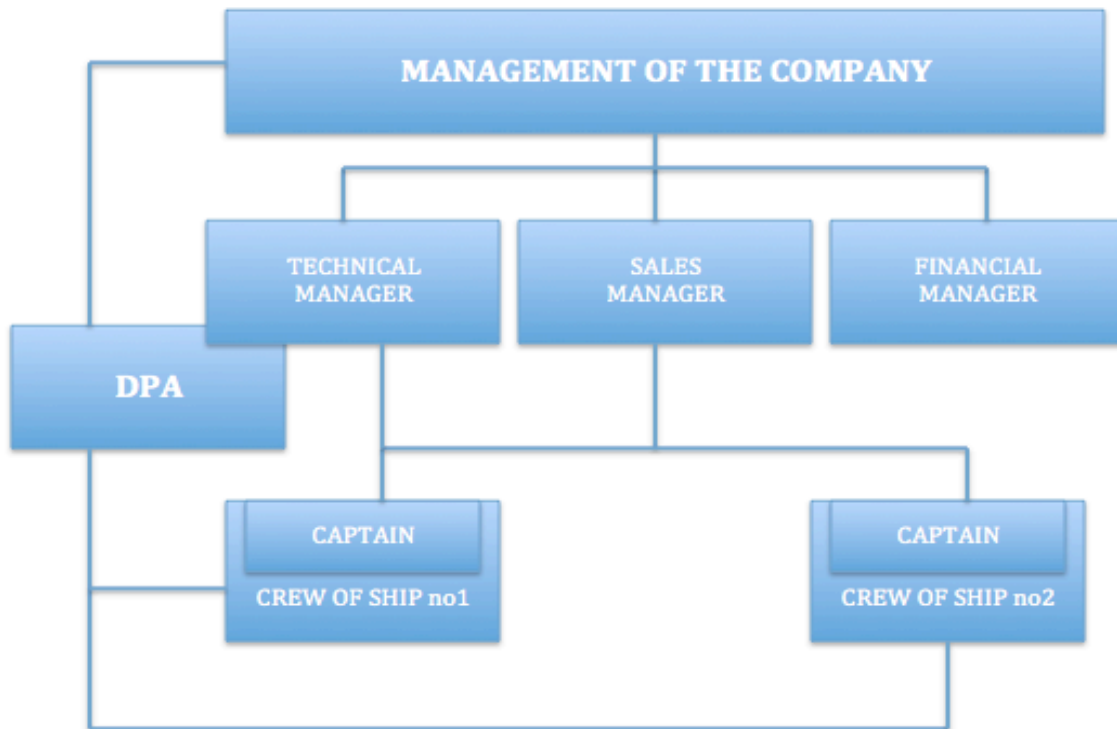 MANAGEMENT OF THE COMPANY
TECHNICAL
MANAGER
SALES
MANAGER
FINANCIAL
MANAGER
DPA
CAPTAIN
CREW OF SHIP no1
CAPTAIN
CREW OF SHIP no2